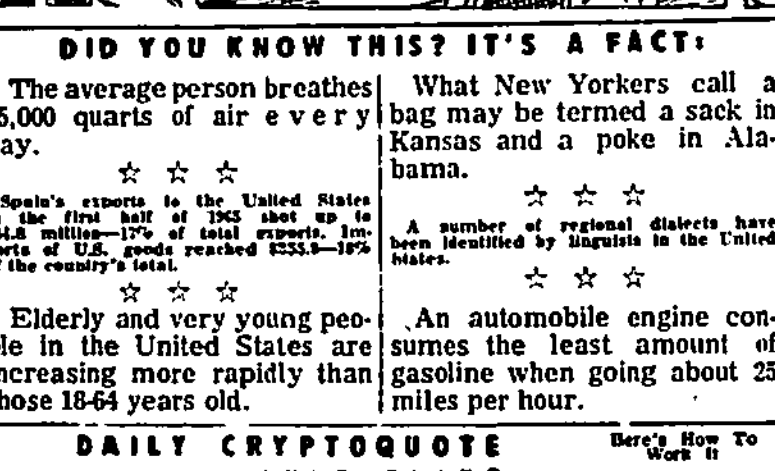 DID YOU KNOW THIS? IT'S A FACT:
The average person breathes
5,000 quarts of air every
ay.
Spain's exports to the United States
the first half of 1965 shot up to
million—17% of total exports. Im-
orts of U.S. goods reached —18%
the country's total.
Elderly and very young peo-
le in the United States are
ncreasing more rapidly than
hose 18-64 years old.
What New Yorkers call a
bag may be termed a sack in
Kansas and a poke in Ala-
bama.
A number of regional dialects have
been identified by linguists in the United
States.
An automobile engine con-
sumes the least amount of
gasoline when going about 25
miles per hour.
DAILY CRYPTOQUOTE
Here's How To
Work It